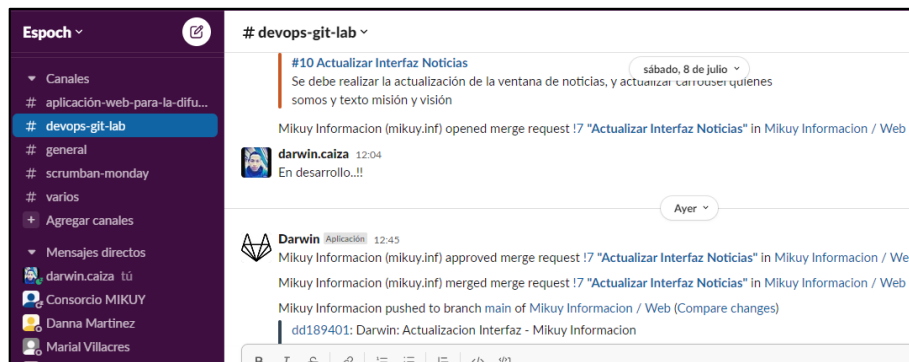 Espoch
Canales
# aplicación-web-para-la-difu...
# devops-git-lab
# general
# scrumban-monday
# varios
+ Agregar canales
Mensajes directos
darwin.caiza tú
Consorcio MIKUY
Danna Martinez
Marial Villacres
# devops-git-lab
sábado, 8 de julio
#10 Actualizar Interfaz Noticias
Se debe realizar la actualización de la ventana de noticias, y actualizar carrousel quienes
somos y texto misión y visión
Mikuy Informacion (mikuy.inf) opened merge request !7 "Actualizar Interfaz Noticias" in Mikuy Informacion / Web
darwin.caiza 12:04
En desarrollo..!!
Ayer
Darwin Aplicación 12:45
Mikuy Informacion (mikuy.inf) approved merge request !7 "Actualizar Interfaz Noticias" in Mikuy Informacion / We
Mikuy Informacion (mikuy.inf) merged merge request !7 "Actualizar Interfaz Noticias" in Mikuy Informacion / Web
Mikuy Informacion pushed to branch main of Mikuy Informacion / Web (Compare changes)
dd189401: Darwin: Actualizacion Interfaz - Mikuy Informacion